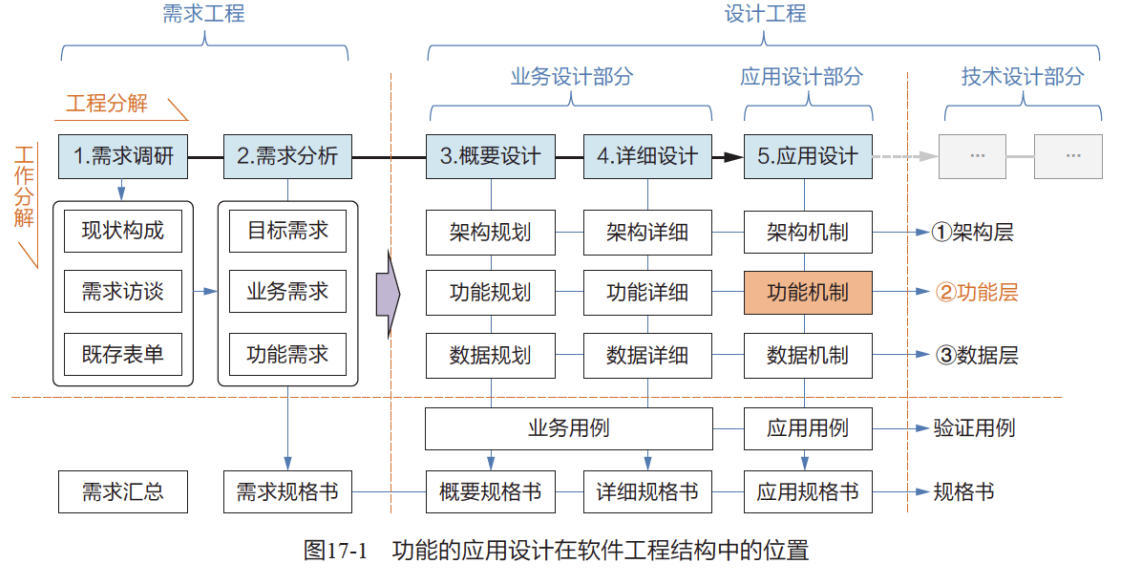 需求工程 设计工程
业务设计部分 应用设计部分 技术设计部分
工程分解
工作分解
1.需求调研 2.需求分析 3.概要设计 4.详细设计 5.应用设计 ... ...
现状构成 目标需求 架构规划 架构详细 架构机制 ①架构层
需求访谈 业务需求 功能规划 功能详细 功能机制 ②功能层
既存表单 功能需求 数据规划 数据详细 数据机制 ③数据层
业务用例 应用用例 验证用例
需求汇总 需求规格书 概要规格书 详细规格书 应用规格书 规格书
图17-1 功能的应用设计在软件工程结构中的位置